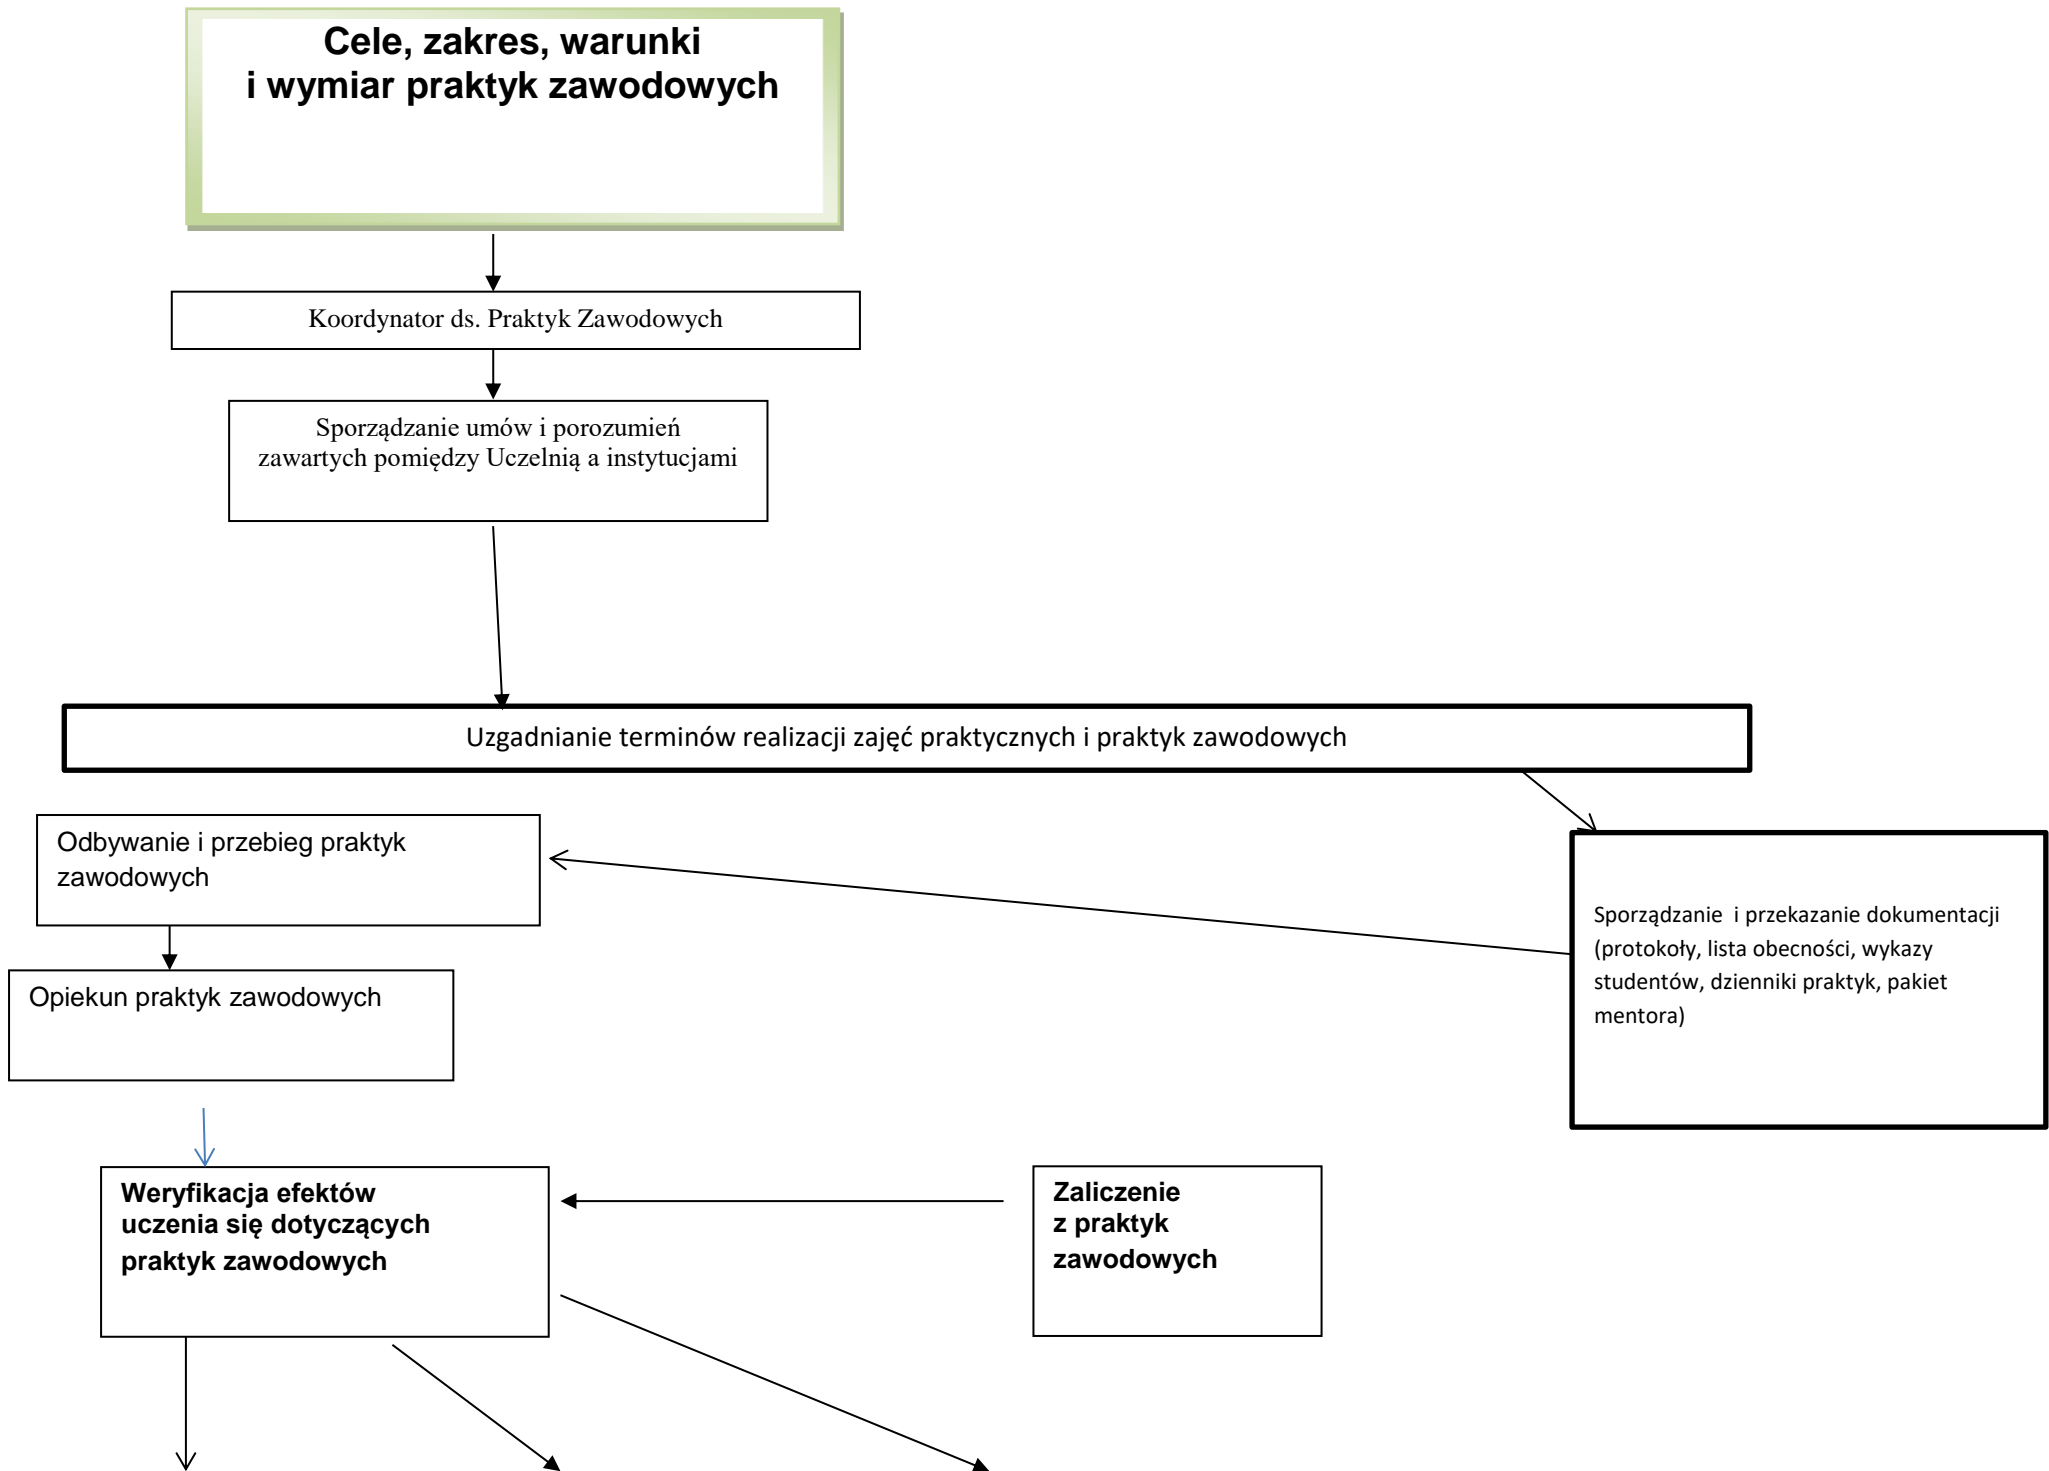 Cele, zakres, warunki
i wymiar praktyk zawodowych
Koordynator ds. Praktyk Zawodowych
Sporządzanie umów i porozumień
zawartych pomiędzy Uczelnią a instytucjami
Uzgadnianie terminów realizacji zajęć praktycznych i praktyk zawodowych
Odbywanie i przebieg praktyk
zawodowych
Sporządzanie i przekazanie dokumentacji
(protokoły, lista obecności, wykazy
studentów, dzienniki praktyk, pakiet
mentora)
Opiekun praktyk zawodowych
Weryfikacja efektów
uczenia się dotyczących
praktyk zawodowych
Zaliczenie
z praktyk
zawodowych